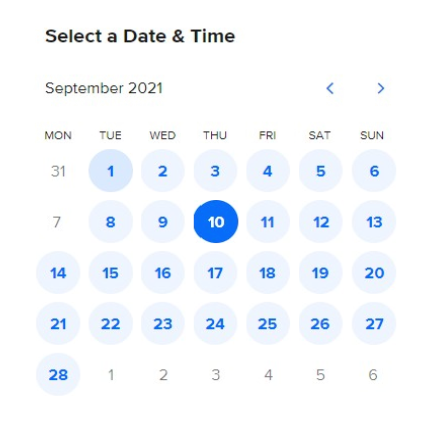 Select a Date & Time
September 2021
MON TUE WED THU FRI SAT SUN
31 1 2 3 4 5 6
7 8 9 10 11 12 13
14 15 16 17 18 19 20
21 22 23 24 25 26 27
28 1 2 3 4 5 6